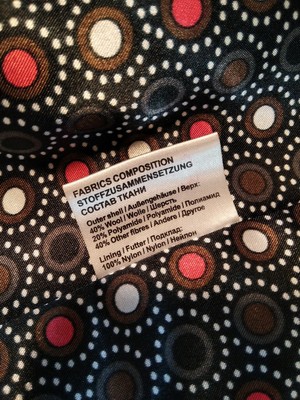 FABRICS COMPOSITION
STOFFZUSAMMENSETZUNG
СОСТАВ ТКАНИ
Outer shell / Außengehäuse / Верх:
40% Wool / Wolle / Шерсть
20% Polyamide / Polyamide / Полиамид
40% Other fibres / Andere / Другое
Lining / Futter / Подклад:
100% Nylon / Nylon / Нейлон